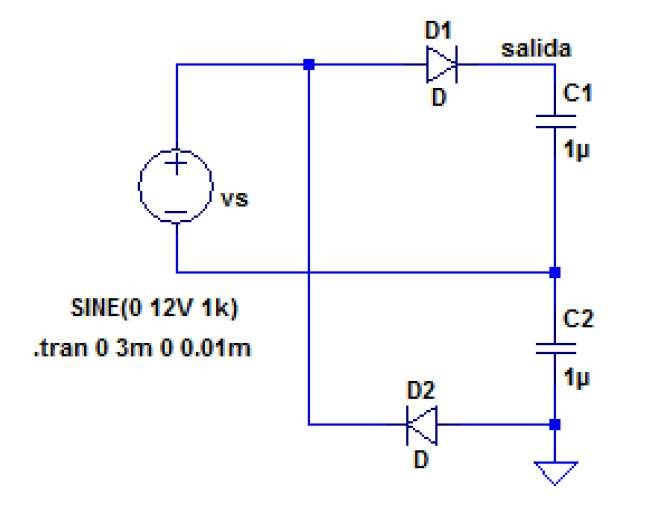 D1
salida
D
C1
1µ
+
vs
SINE(0 12V 1k)
.tran 0 3m 0 0.01m
C2
1µ
D2
D